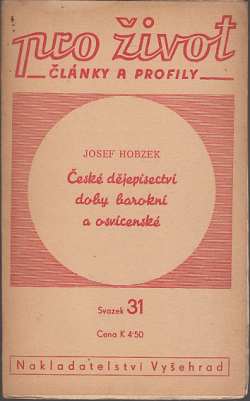 pro život
ČLÁNKY A PROFILY
JOSEF HOBZEK
České dějepisectví
doby barokní
a osvícenské
Svazek 31
Cena K 4·50
Nakladatelství Vyšehrad